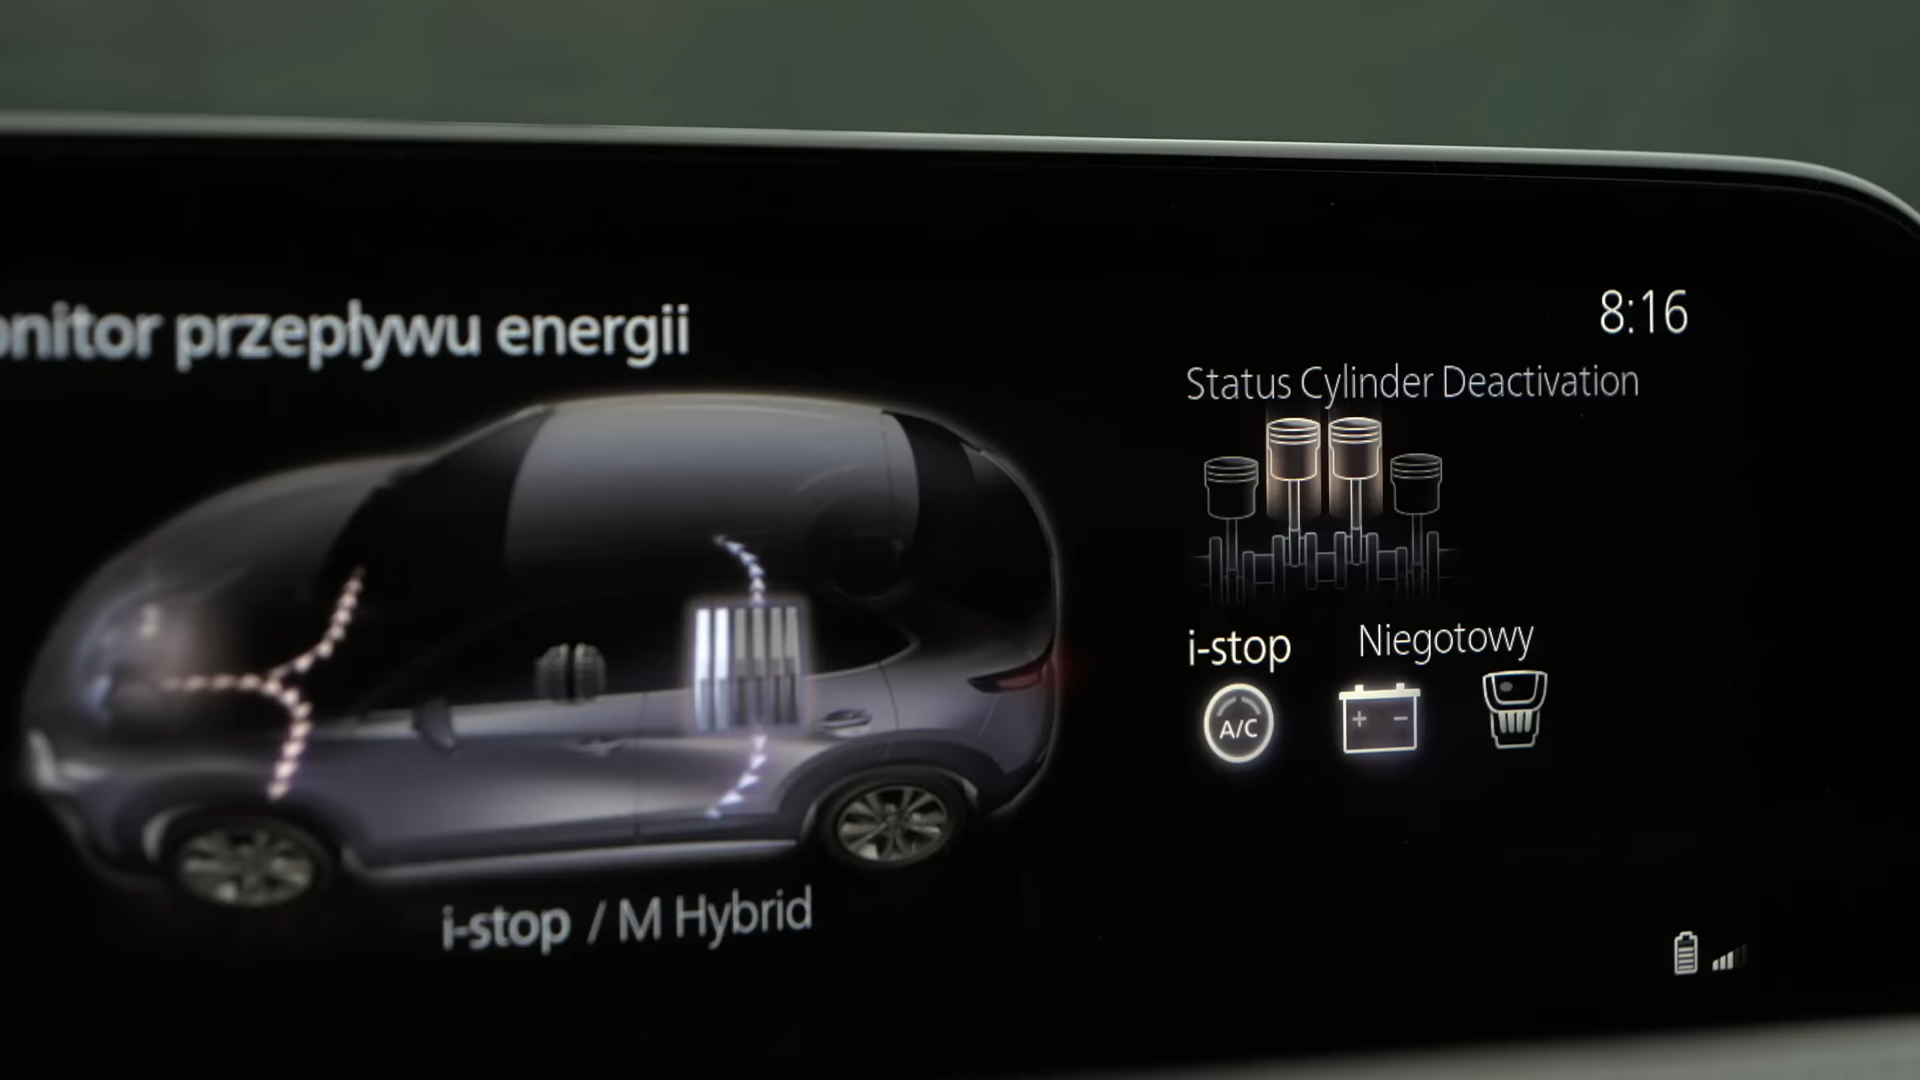 onitor przepływu energii
8:16
Status Cylinder Deactivation
i-stop
Niegotowy
A/C
+ -
i-stop / M Hybrid